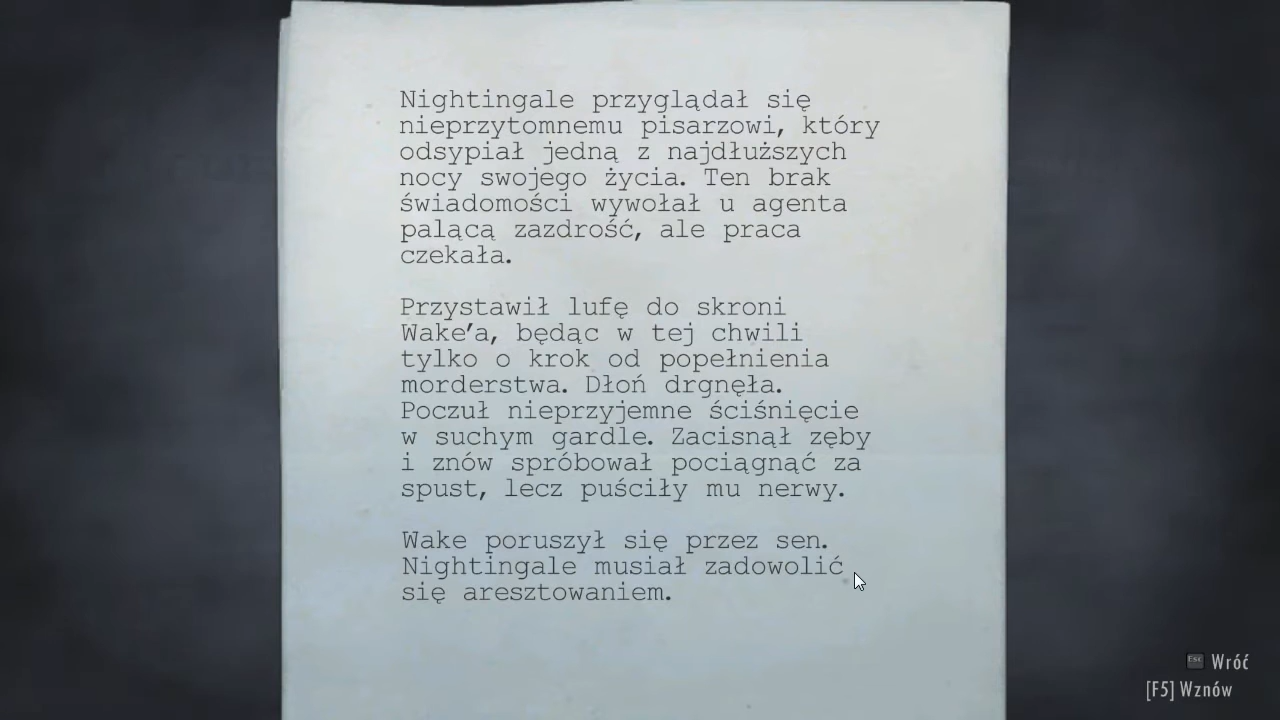 Nightingale przyglądał się
nieprzytomnemu pisarzowi, który
odsypiał jedną z najdłuższych
nocy swojego życia. Ten brak
świadomości wywołał u agenta
palącą zazdrość, ale praca
czekała.
Przystawił lufę do skroni
Wake'a, będąc w tej chwili
tylko o krok od popełnienia
morderstwa. Dłoń drgnęła.
Poczuł nieprzyjemne ściśnięcie
w suchym gardle. Zacisnął zęby
i znów spróbował pociągnąć za
spust, lecz puściły mu nerwy.
Wake poruszył się przez sen.
Nightingale musiał zadowolić
się aresztowaniem.
Esc Wróć
[F5] Wznów